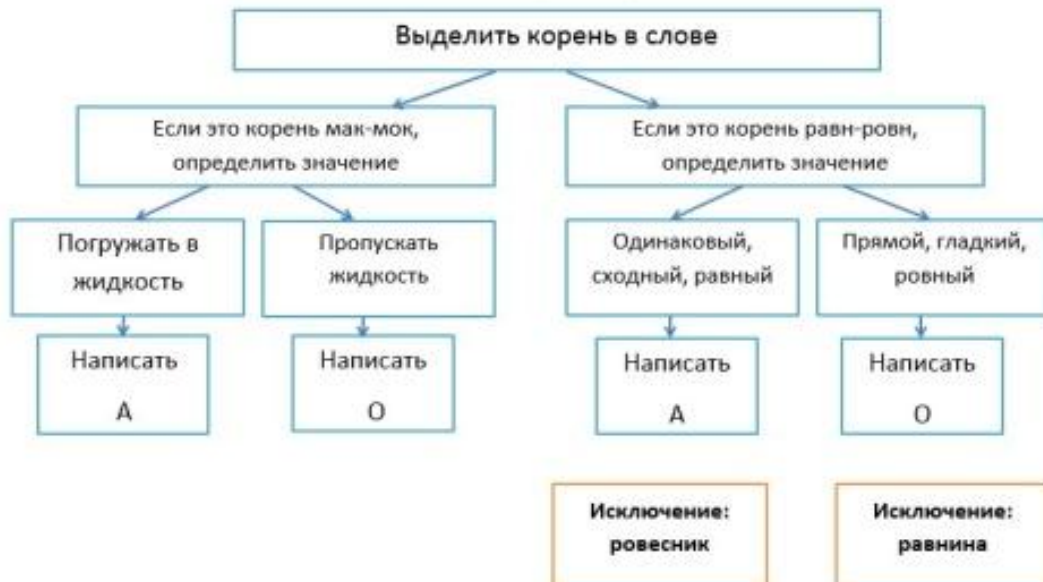 Выделить корень в слове
Если это корень мак-мок,
определить значение
Если это корень равн-ровн,
определить значение
Погружать в
жидкость
Пропускать
жидкость
Одинаковый,
сходный, равный
Прямой, гладкий,
ровный
Написать
А
Написать
О
Написать
А
Написать
О
Исключение:
ровесник
Исключение:
равнина